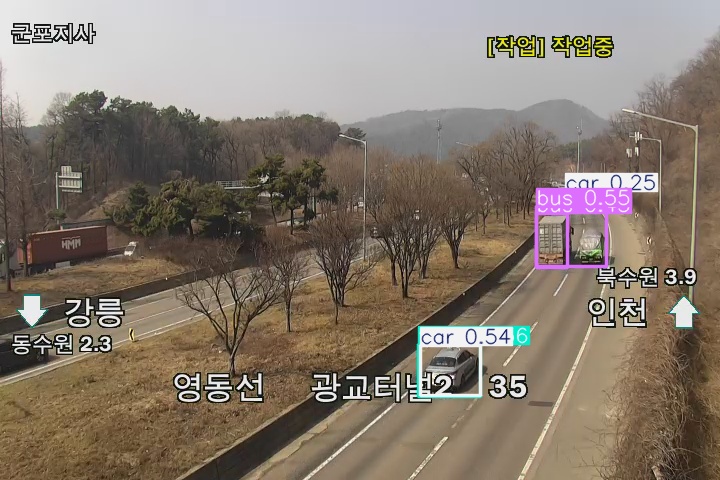 군포지사
[작업] 작업중
car 0.25
bus 0.55
HMM
북수원 3.9
강릉
인천
동수원 2.3
car 0.54
영동선 광교터널2 35